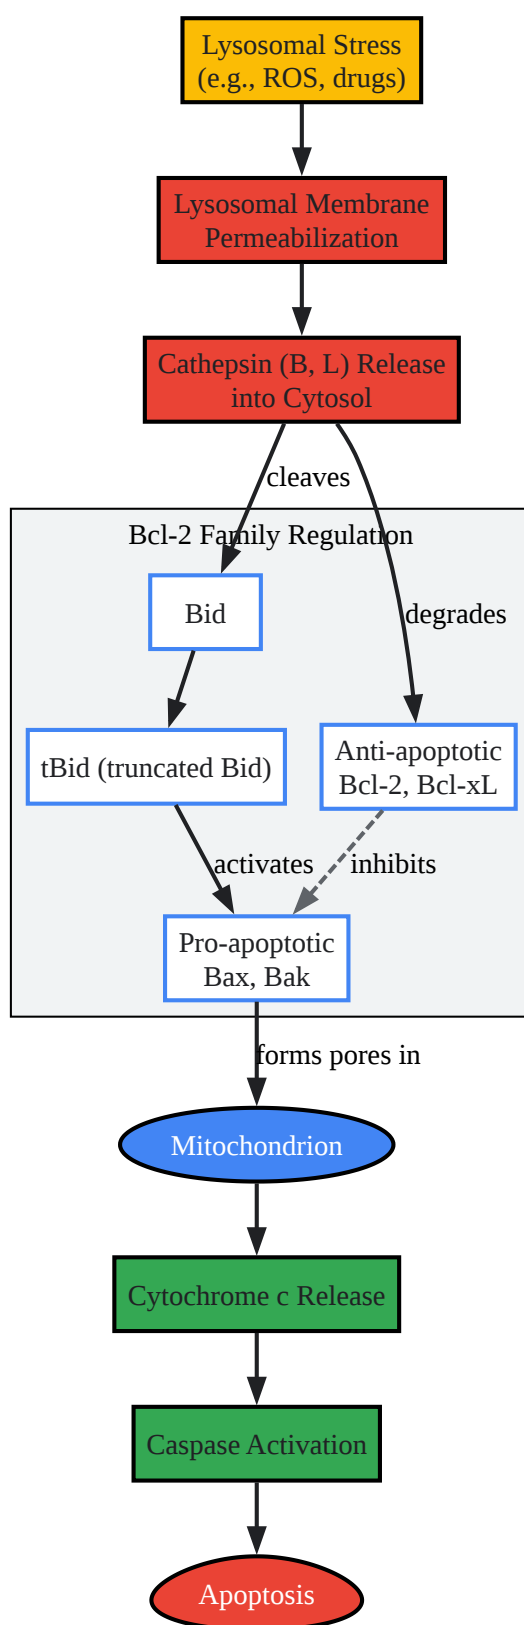 Lysosomal Stress
(e.g., ROS, drugs)
Lysosomal Membrane
Permeabilization
Cathepsin (B, L) Release
into Cytosol
cleaves
Bcl-2 Family Regulation
Bid
degrades
tBid (truncated Bid)
Anti-apoptotic
Bcl-2, Bcl-xL
activates
inhibits
Pro-apoptotic
Bax, Bak
forms pores in
Mitochondrion
Cytochrome c Release
Caspase Activation
Apoptosis